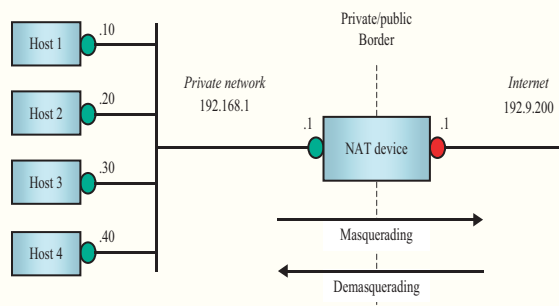 Private/public
Border
Host 1
.10
Host 2
.20
Host 3
.30
Host 4
.40
Private network
192.168.1
.1
NAT device
.1
Internet
192.9.200
Masquerading
Demasquerading